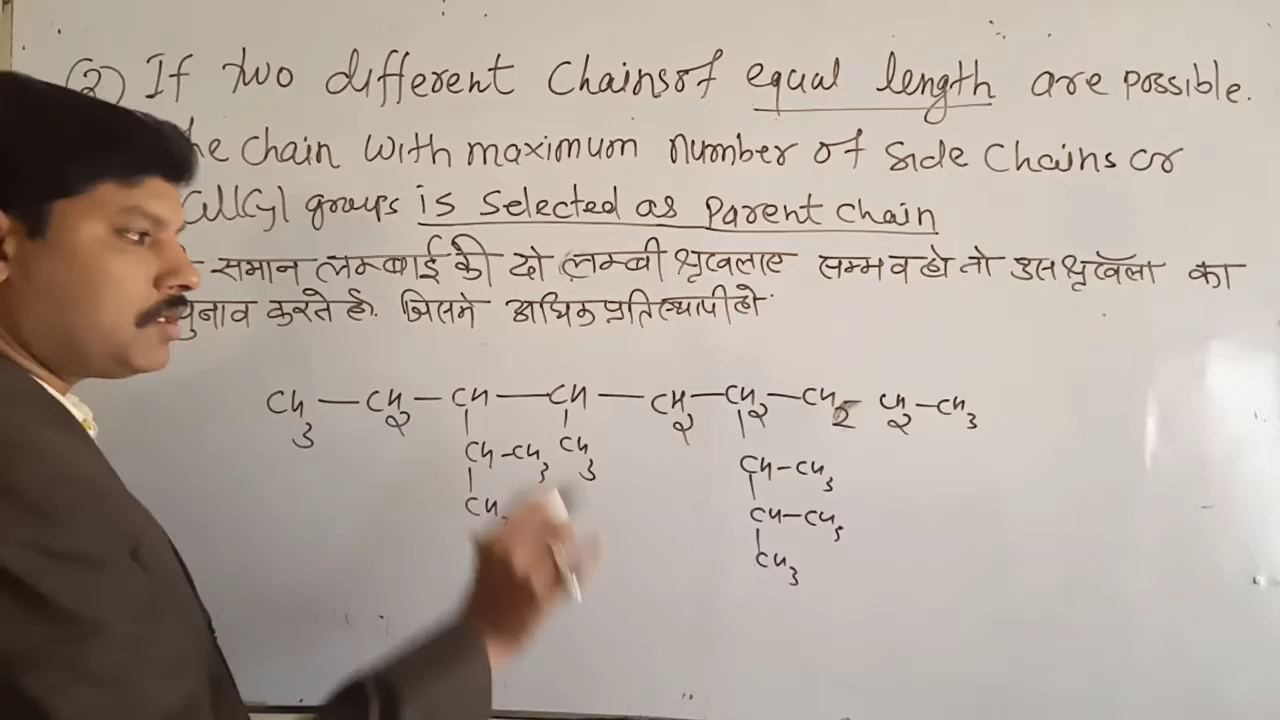 (2) If two different Chains of equal length are possible.
he chain with maximum number of side chains or
alkyl groups is selected as Parent chain
- समान लम्बाई की दो लम्बी श्रृंखलाए सम्भव हो तो उस श्रृंखला का
चुनाव करते है. जिसमे अधिक प्रतिस्थापी हो
CH3 — CH2 — CH — CH — CH2 — CH2 — CH2 - CH2 — CH3
CH-CH3 CH3 CH-CH3
CH CH-CH3
CH3